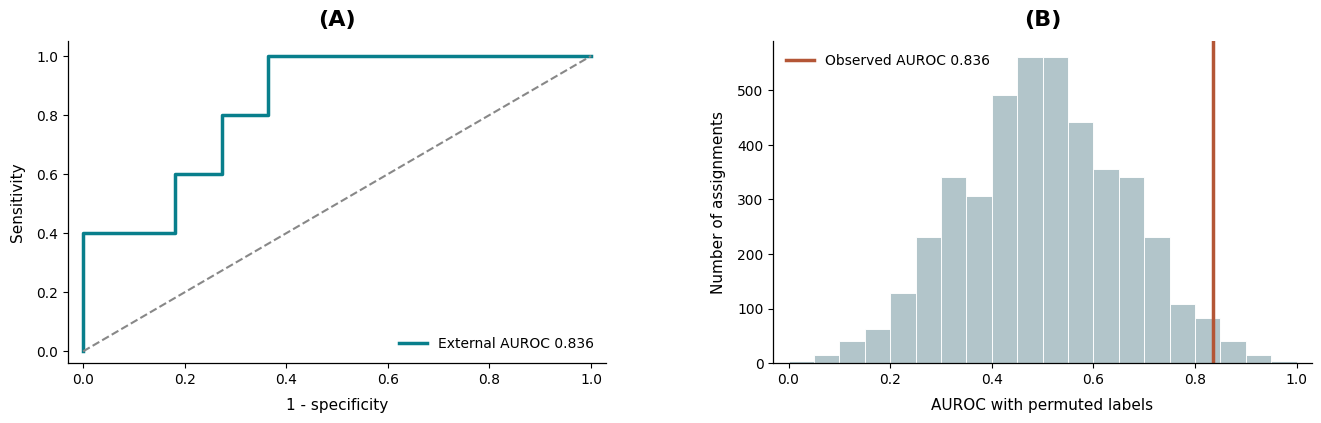 (A)
Sensitivity
1.0
0.8
0.6
0.4
0.2
0.0
External AUROC 0.836
0.0 0.2 0.4 0.6 0.8 1.0
1 - specificity
(B)
Number of assignments
Observed AUROC 0.836
500
400
300
200
100
0
0.0 0.2 0.4 0.6 0.8 1.0
AUROC with permuted labels